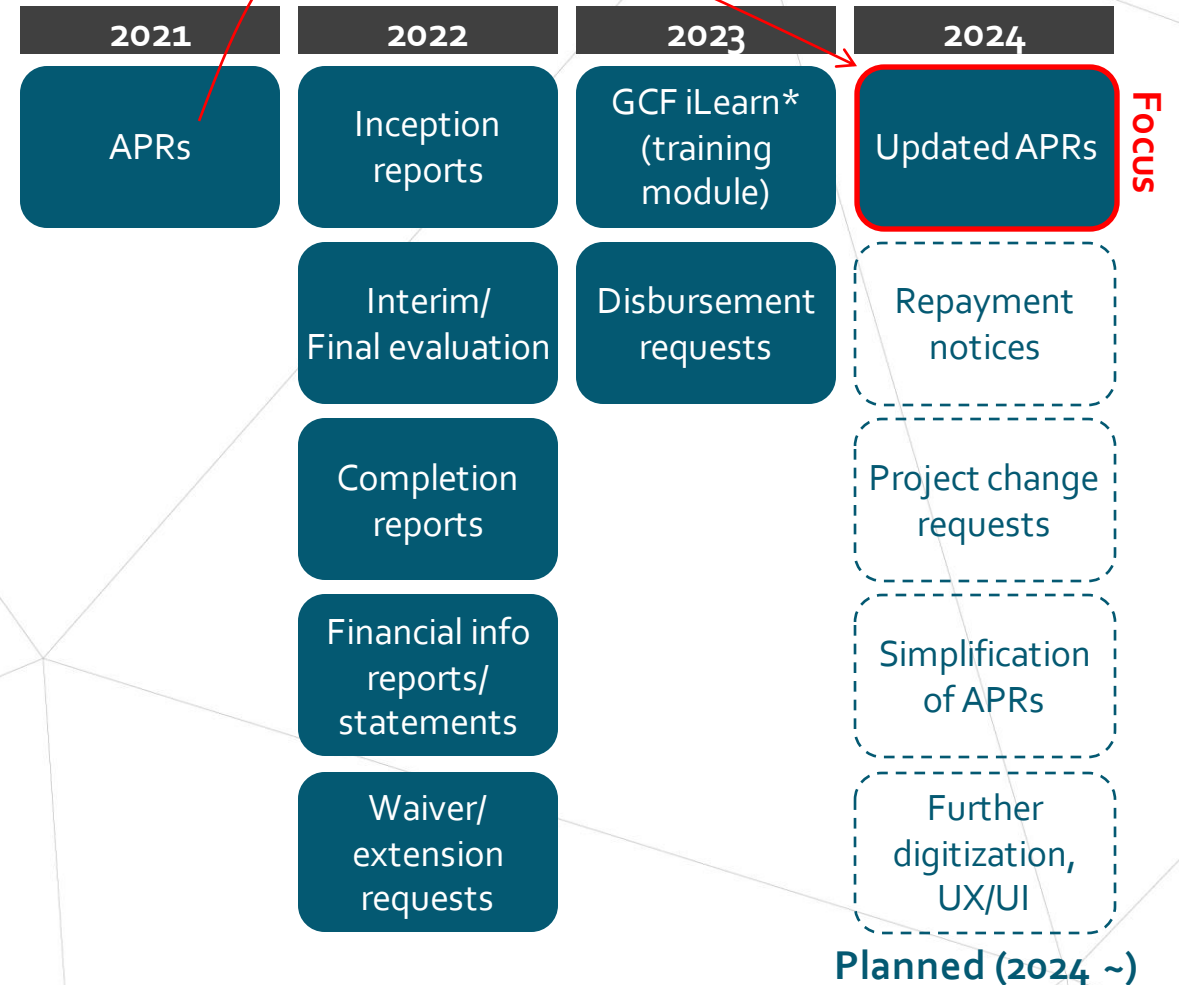 2021
APRs
2022
Inception
reports
Interim/
Final evaluation
Completion
reports
Financial info
reports/
statements
Waiver/
extension
requests
2023
GCF iLearn*
(training
module)
Disbursement
requests
2024
Updated APRs
Focus
Repayment
notices
Project change
requests
Simplification
of APRs
Further
digitization,
UX/UI
Planned (2024 ~)